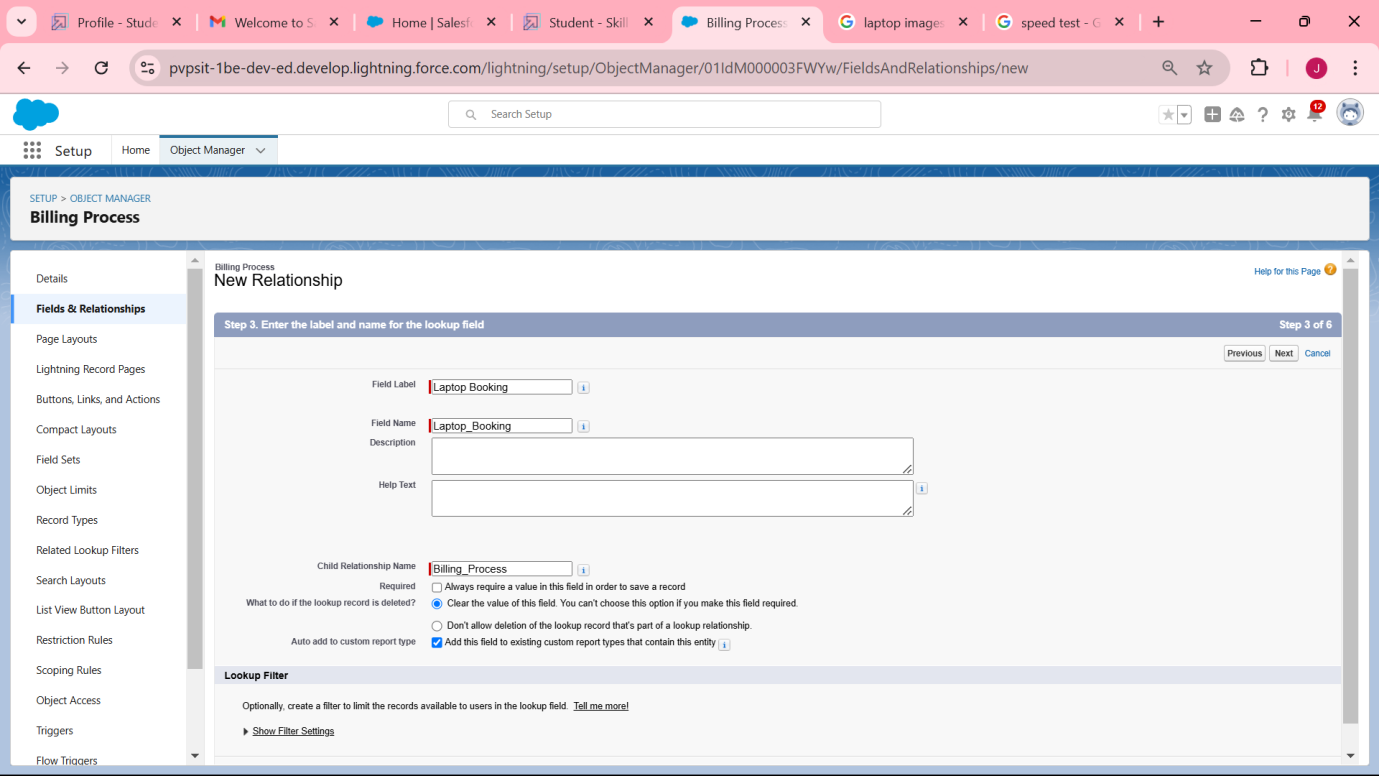 Profile - Stude
Welcome to S
Home | Salesf
Student - Skill
Billing Process
laptop images
speed test - G
pvpsit-1be-dev-ed.develop.lightning.force.com/lightning/setup/ObjectManager/01IdM000003FWYw/FieldsAndRelationships/new
J
Search Setup
12
Setup
Home
Object Manager
SETUP > OBJECT MANAGER
Billing Process
Details
Fields & Relationships
Page Layouts
Lightning Record Pages
Buttons, Links, and Actions
Compact Layouts
Field Sets
Object Limits
Record Types
Related Lookup Filters
Search Layouts
List View Button Layout
Restriction Rules
Scoping Rules
Object Access
Triggers
Flow Triggers
Billing Process
New Relationship
Help for this Page ?
Step 3. Enter the label and name for the lookup field Step 3 of 6
Previous Next Cancel
Field Label Laptop Booking i
Field Name Laptop_Booking i
Description
Help Text i
Child Relationship Name Billing_Process i
Required Always require a value in this field in order to save a record
What to do if the lookup record is deleted? Clear the value of this field. You can't choose this option if you make this field required.
Don't allow deletion of the lookup record that's part of a lookup relationship.
Auto add to custom report type Add this field to existing custom report types that contain this entity i
Lookup Filter
Optionally, create a filter to limit the records available to users in the lookup field. Tell me more!
Show Filter Settings